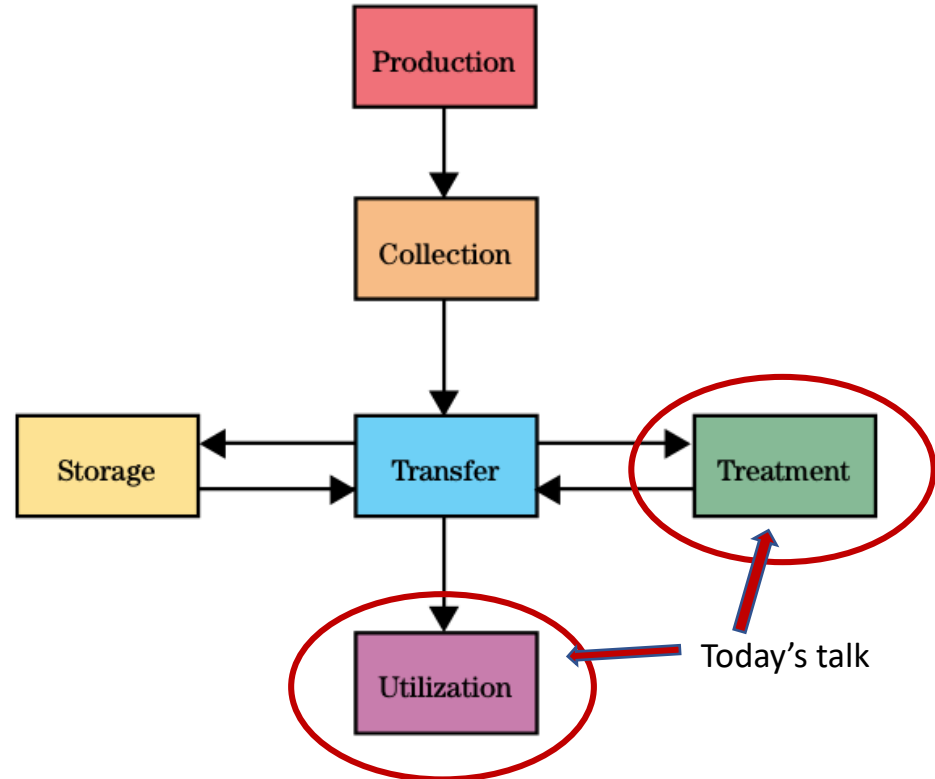 Production
Collection
Storage
Transfer
Treatment
Today’s talk
Utilization